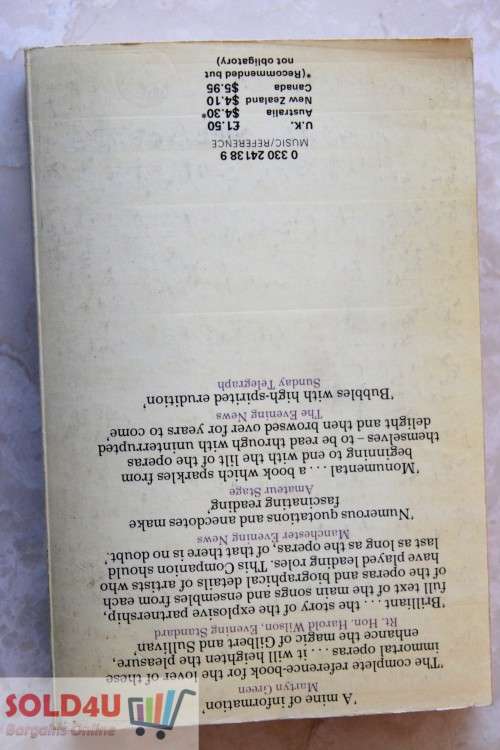 'A mine of information'
Martyn Green
'The complete reference-book for the lover of these
immortal operas ... it will heighten the pleasure,
enhance the magic of Gilbert and Sullivan'
Rt. Hon. Harold Wilson, Evening Standard
'Brilliant ... the story of the explosive partnership,
full text of the main songs and ensembles from each
of the operas and biographical details of artists who
have played leading roles. This Companion should
last as long as the operas, of that there is no doubt.'
Manchester Evening News
'Numerous quotations and anecdotes make
fascinating reading'
Amateur Stage
'Monumental ... a book which sparkles from
beginning to end with the lilt of the operas
themselves – to be read through with uninterrupted
delight and then browsed over for years to come'
The Evening News
'Bubbles with high-spirited erudition'
Sunday Telegraph
0 330 24138 9
MUSIC/REFERENCE
U.K. £1.50
Australia $4.30*
New Zealand $4.10
Canada $5.95
*(Recommended but
not obligatory)
SOLD4U
Bargains Online